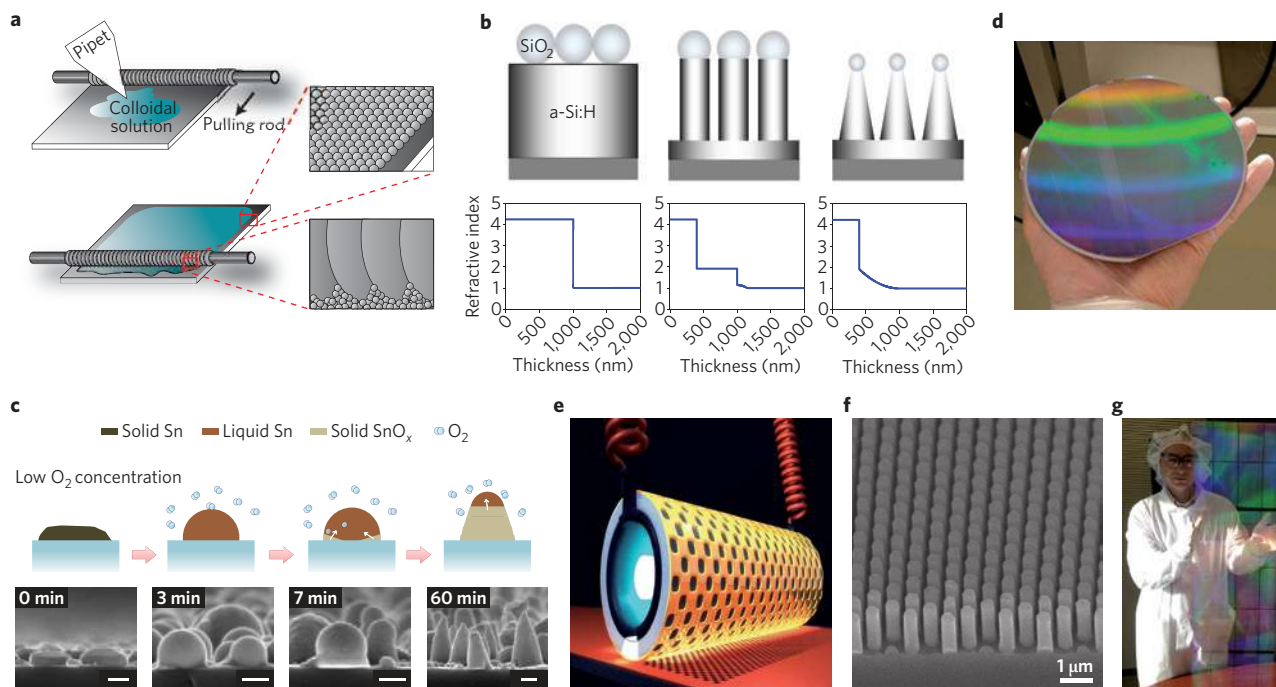 a
Pipet
Colloidal
solution
Pulling rod
b
SiO2
a-Si:H
Refractive index
5
4
3
2
1
0
0
500
1,000
1,500
2,000
Thickness (nm)
5
4
3
2
1
0
0
500
1,000
1,500
2,000
Thickness (nm)
5
4
3
2
1
0
0
500
1,000
1,500
2,000
Thickness (nm)
d
c
Solid Sn Liquid Sn Solid SnOx O2
Low O2 concentration
0 min 3 min 7 min 60 min
e
f
1 µm
g